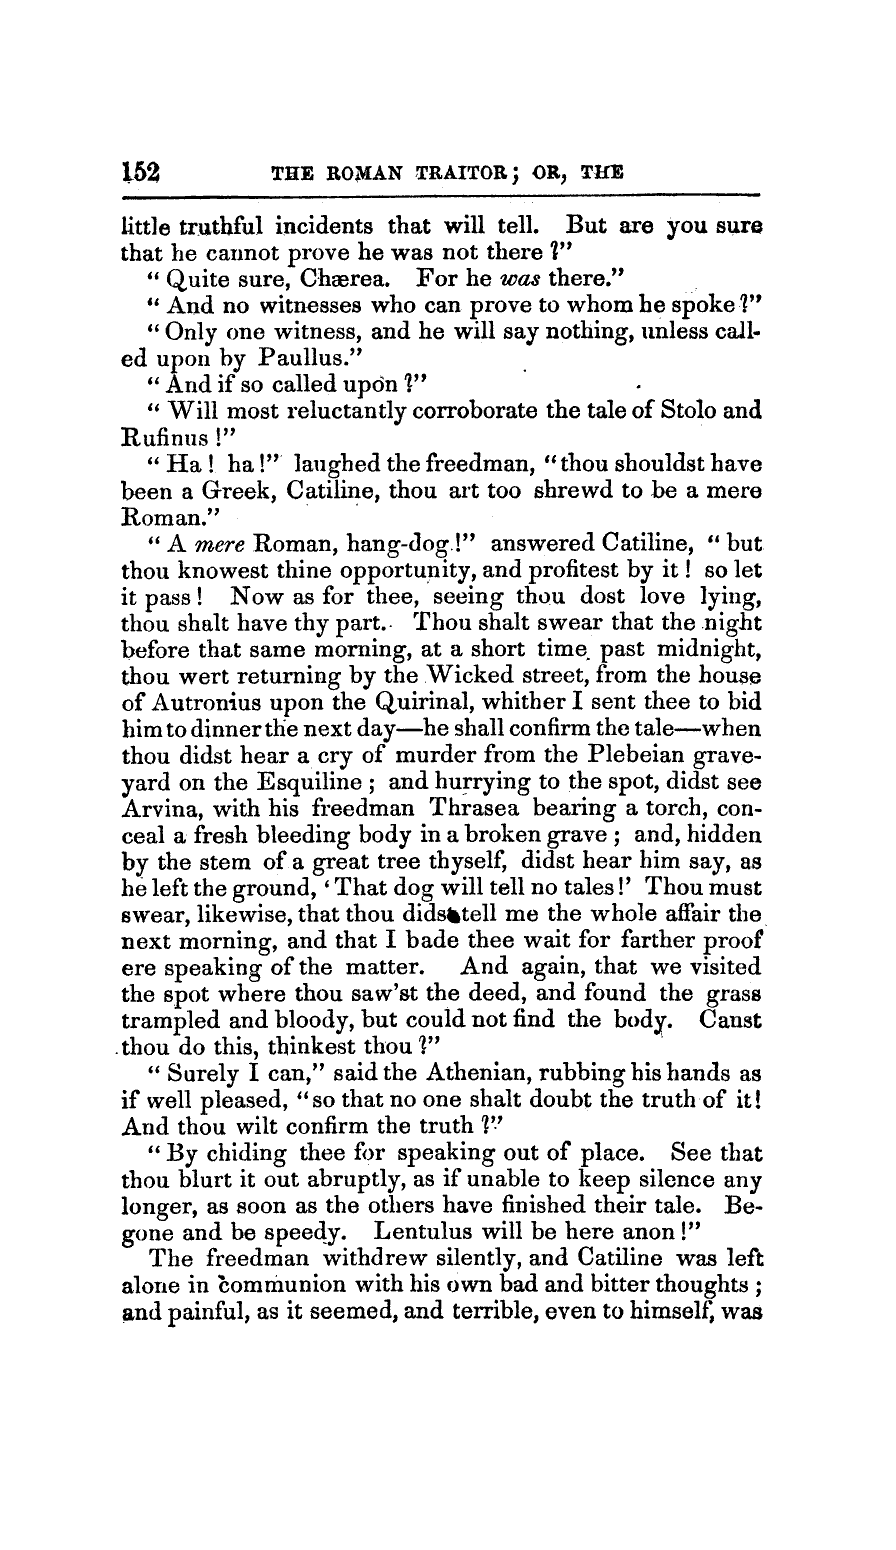 152 THE ROMAN TRAITOR; OR, THE
little truthful incidents that will tell. But are you sure
that he cannot prove he was not there?"
"Quite sure, Chærea. For he was there."
"And no witnesses who can prove to whom he spoke?"
"Only one witness, and he will say nothing, unless call-
ed upon by Paullus."
"And if so called upon?"
"Will most reluctantly corroborate the tale of Stolo and
Rufinus!"
"Ha! ha!" laughed the freedman, "thou shouldst have
been a Greek, Catiline, thou art too shrewd to be a mere
Roman."
"A mere Roman, hang-dog!" answered Catiline, "but
thou knowest thine opportunity, and profitest by it! so let
it pass! Now as for thee, seeing thou dost love lying,
thou shalt have thy part. Thou shalt swear that the night
before that same morning, at a short time past midnight,
thou wert returning by the Wicked street, from the house
of Autronius upon the Quirinal, whither I sent thee to bid
him to dinner the next day—he shall confirm the tale—when
thou didst hear a cry of murder from the Plebeian grave-
yard on the Esquiline; and hurrying to the spot, didst see
Arvina, with his freedman Thrasea bearing a torch, con-
ceal a fresh bleeding body in a broken grave; and, hidden
by the stem of a great tree thyself, didst hear him say, as
he left the ground, 'That dog will tell no tales!' Thou must
swear, likewise, that thou didst tell me the whole affair the
next morning, and that I bade thee wait for farther proof
ere speaking of the matter. And again, that we visited
the spot where thou saw'st the deed, and found the grass
trampled and bloody, but could not find the body. Canst
thou do this, thinkest thou?"
"Surely I can," said the Athenian, rubbing his hands as
if well pleased, "so that no one shalt doubt the truth of it!
And thou wilt confirm the truth?"
"By chiding thee for speaking out of place. See that
thou blurt it out abruptly, as if unable to keep silence any
longer, as soon as the others have finished their tale. Be-
gone and be speedy. Lentulus will be here anon!"
The freedman withdrew silently, and Catiline was left
alone in communion with his own bad and bitter thoughts;
and painful, as it seemed, and terrible, even to himself, was